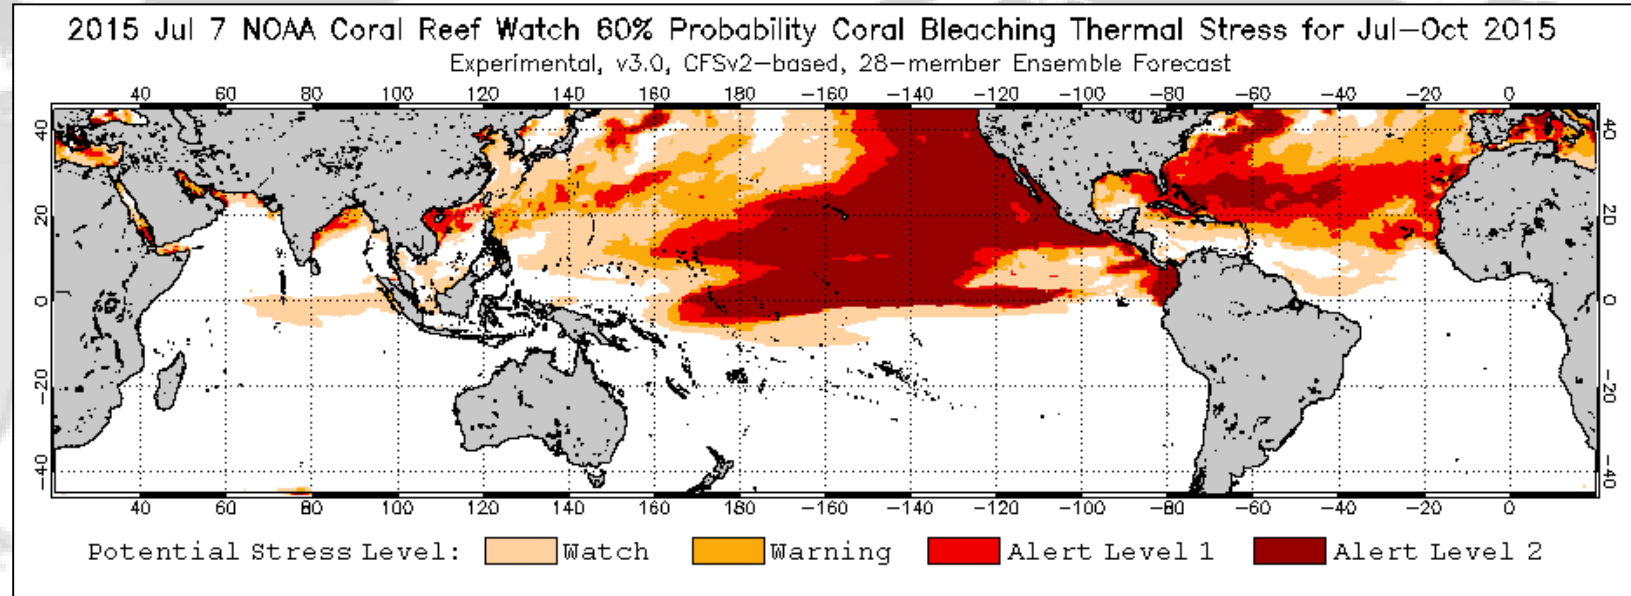 2015 Jul 7 NOAA Coral Reef Watch 60% Probability Coral Bleaching Thermal Stress for Jul-Oct 2015
Experimental, v3.0, CFSv2-based, 28-member Ensemble Forecast
40 60 80 100 120 140 160 180 -160 -140 -120 -100 -80 -60 -40 -20 0
40 40
20 20
0 0
-20 -20
-40 -40
40 60 80 100 120 140 160 180 -160 -140 -120 -100 -80 -60 -40 -20 0
Potential Stress Level: Watch Warning Alert Level 1 Alert Level 2